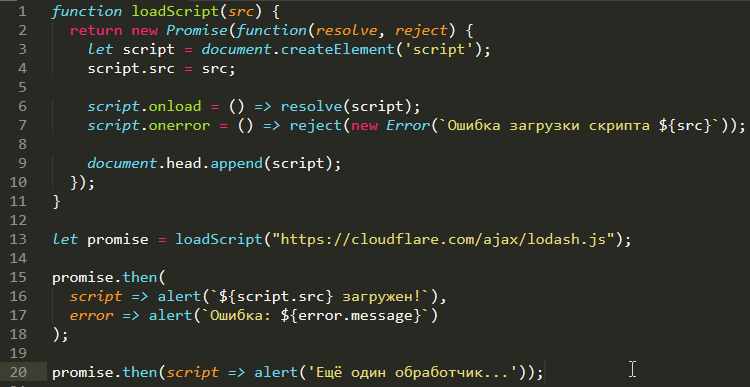 1 function loadScript(src) {
2 return new Promise(function(resolve, reject) {
3 let script = document.createElement('script');
4 script.src = src;
5
6 script.onload = () => resolve(script);
7 script.onerror = () => reject(new Error(`Ошибка загрузки скрипта ${src}`));
8
9 document.head.append(script);
10 });
11 }
12
13 let promise = loadScript("https://cloudflare.com/ajax/lodash.js");
14
15 promise.then(
16 script => alert(`${script.src} загружен!`),
17 error => alert(`Ошибка: ${error.message}`)
18 );
19
20 promise.then(script => alert('Ещё один обработчик...'));